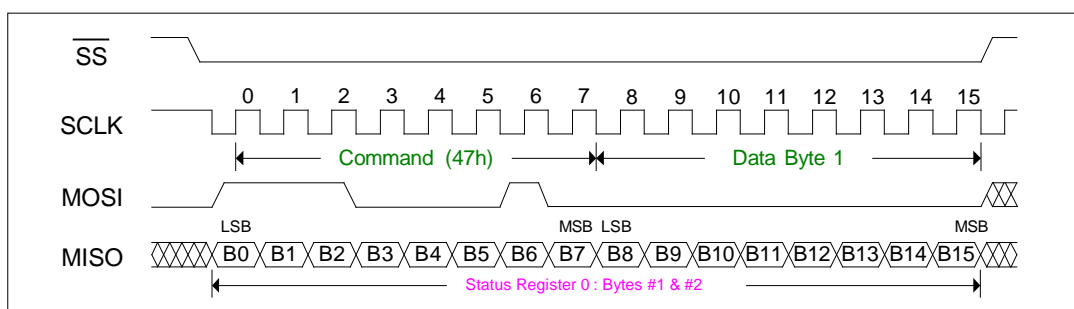 SS
0 1 2 3 4 5 6 7 8 9 10 11 12 13 14 15
SCLK
Command (47h) Data Byte 1
MOSI
LSB MSB LSB MSB
MISO B0 B1 B2 B3 B4 B5 B6 B7 B8 B9 B10 B11 B12 B13 B14 B15
Status Register 0 : Bytes #1 & #2